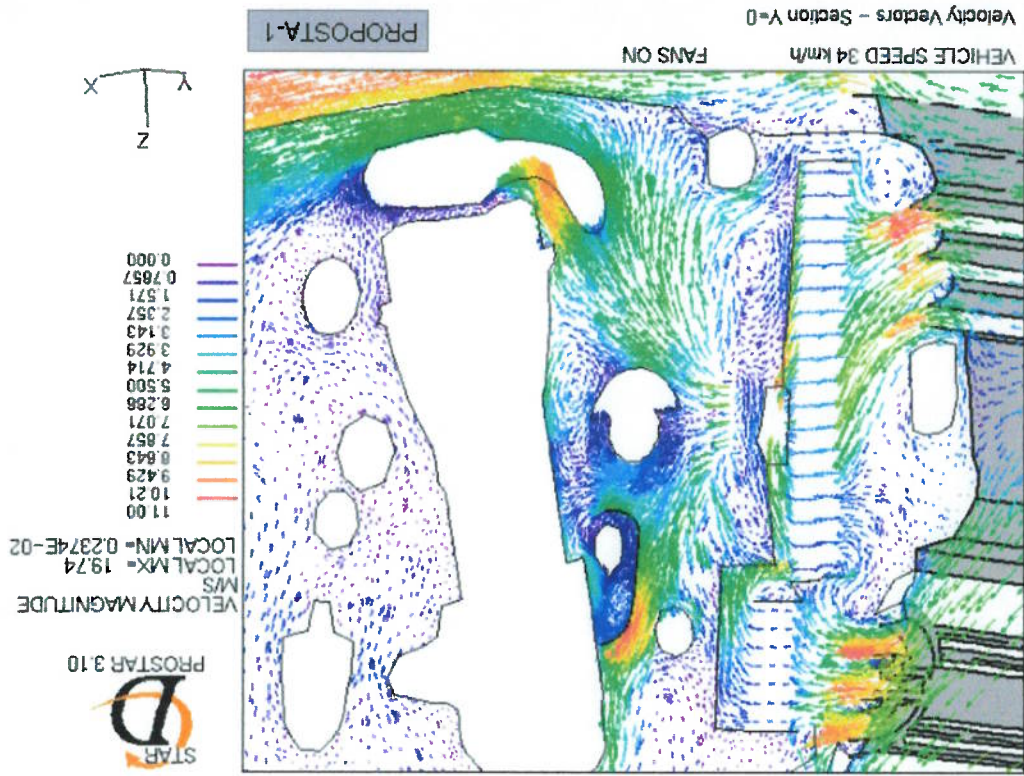 STAR
D
PROSTAR 3.10
VELOCITY MAGNITUDE
M/S
LOCAL MX= 19.74
LOCAL MN= 0.2374E-02
11.00
10.21
9.429
8.643
7.857
7.071
6.286
5.500
4.714
3.929
3.143
2.357
1.571
0.7857
0.000
Z
Y X
VEHICLE SPEED 34 km/h FANS ON
Velocity Vectors – Section Y=0
PROPOSTA-1